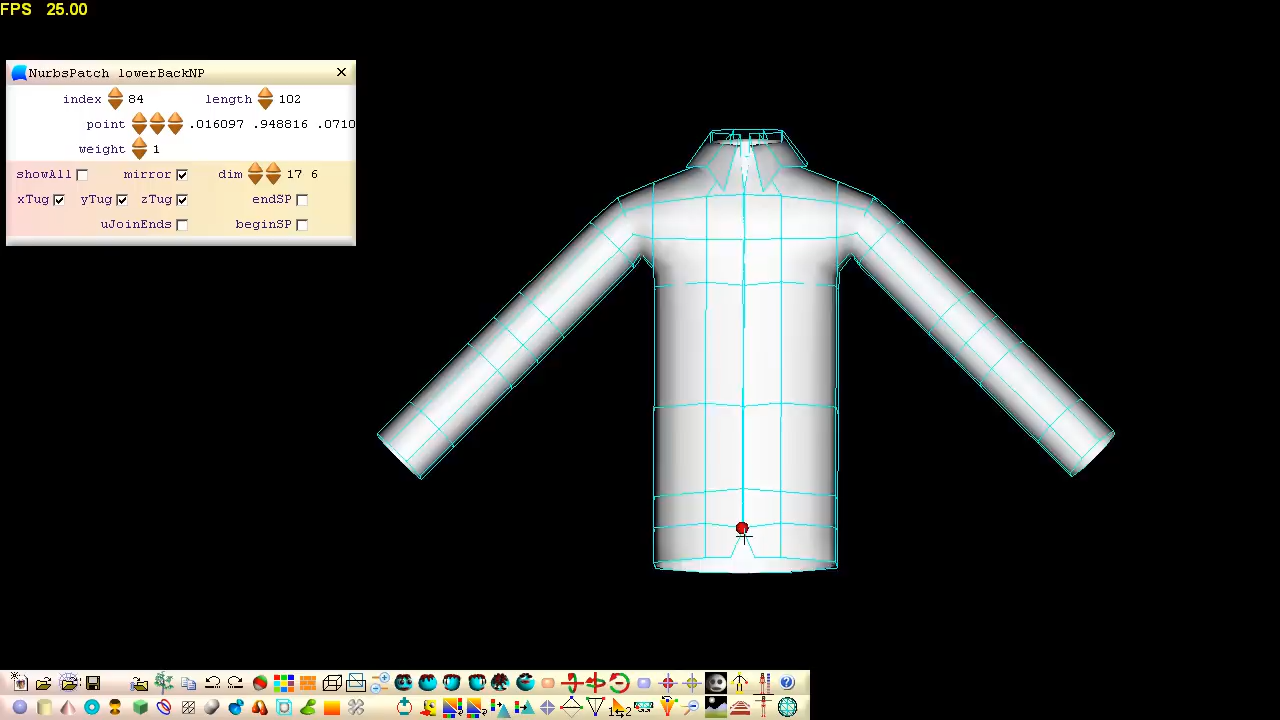 FPS 25.00
NurbsPatch lowerBackNP
index 84 length 102
point .016097 .948816 .0710
weight 1
showAll mirror dim 17 6
xTug yTug zTug endSP
uJoinEnds beginSP